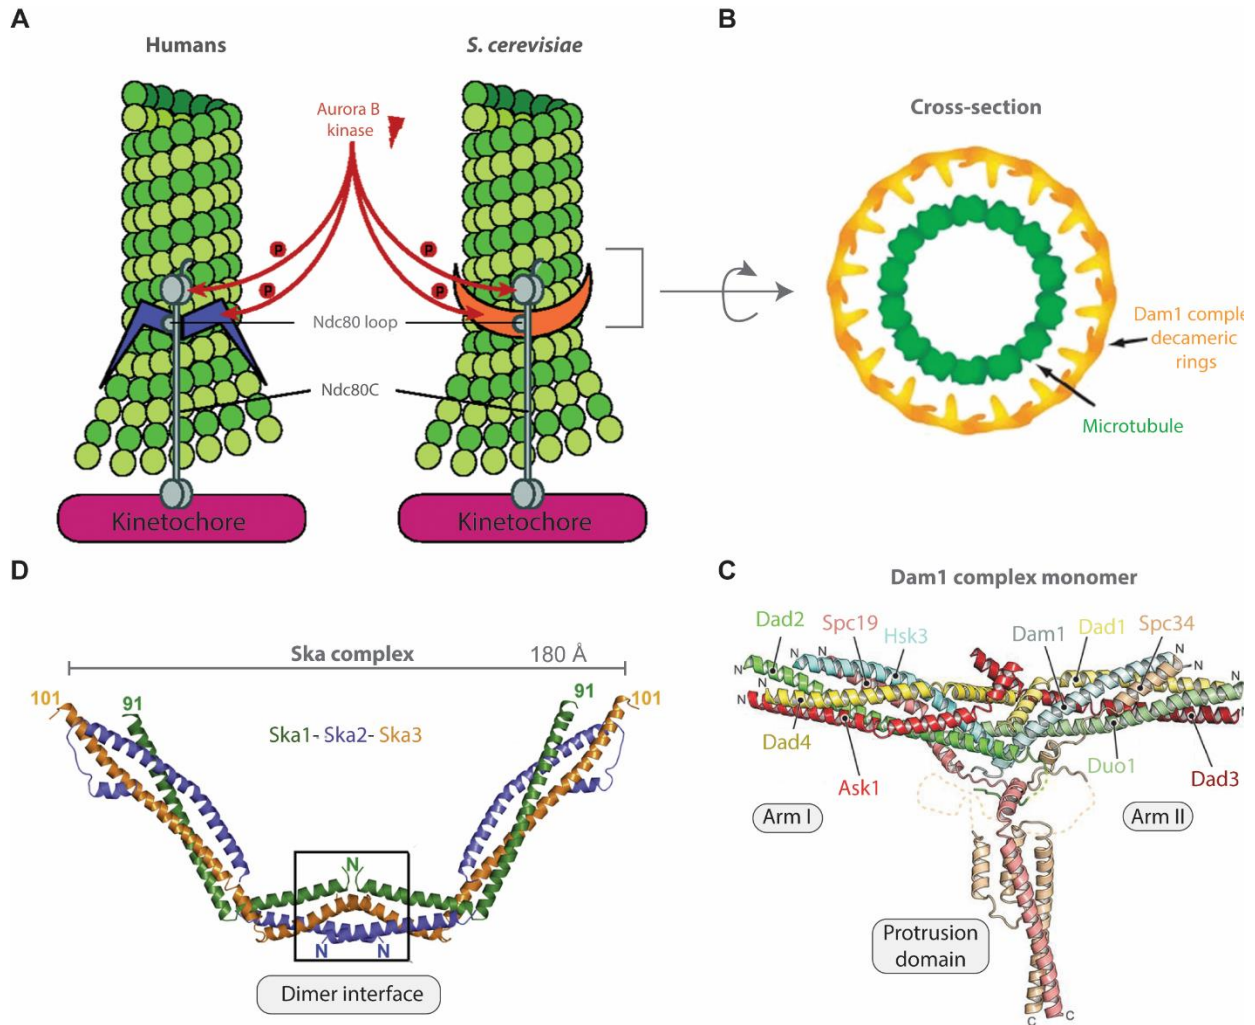 A
Humans
S. cerevisiae
Aurora B
kinase
P
P
P
P
Ndc80 loop
Ndc80C
Kinetochore
Kinetochore
B
Cross-section
Dam1 comple
decameric
rings
Microtubule
D
Ska complex
180 Å
101
91
91
101
Ska1- Ska2- Ska3
N
N
N
Dimer interface
C
Dam1 complex monomer
Dad2
Spc19
Hsk3
Dam1
Dad1
Spc34
N
N
N
N
N
N
N
N
N
N
Dad4
Ask1
Duo1
Dad3
Arm I
Arm II
Protrusion
domain
C
C